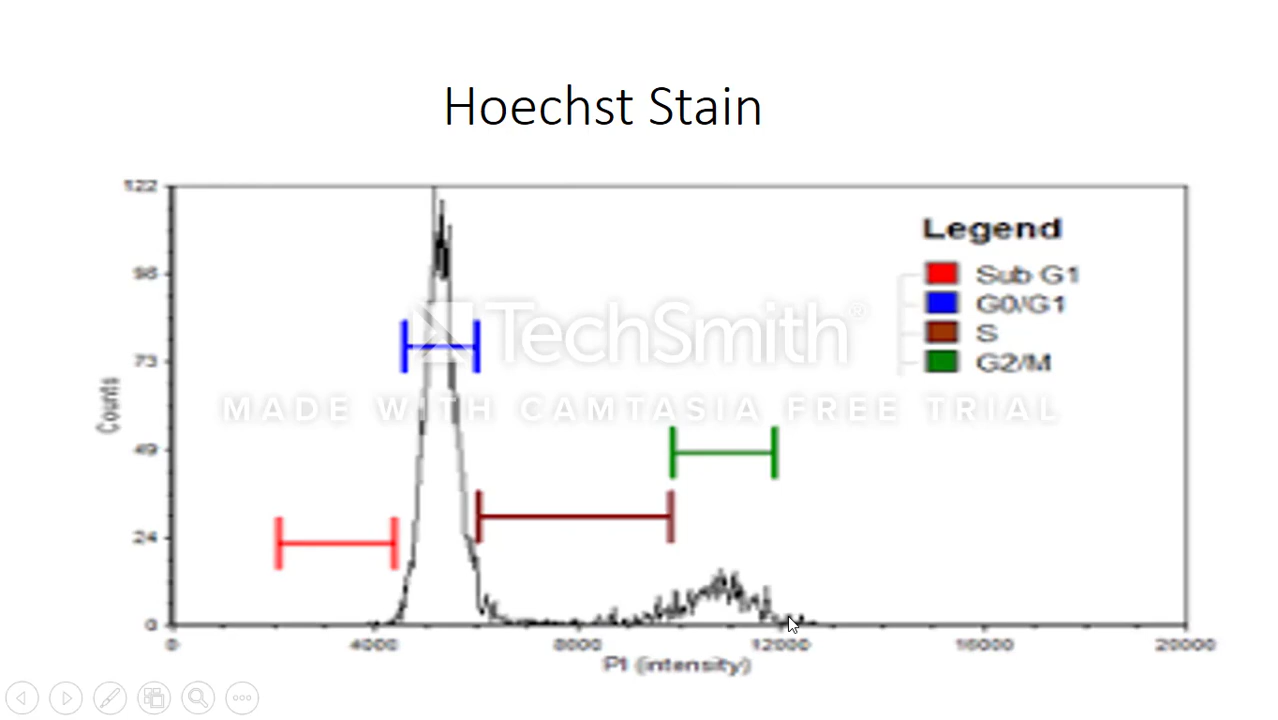 Hoechst Stain
122
98
73
49
24
0
Counts
0 4000 8000 12000 16000 20000
PI (intensity)
Legend
Sub G1
G0/G1
S
G2/M
TechSmith®
MADE WITH CAMTASIA FREE TRIAL